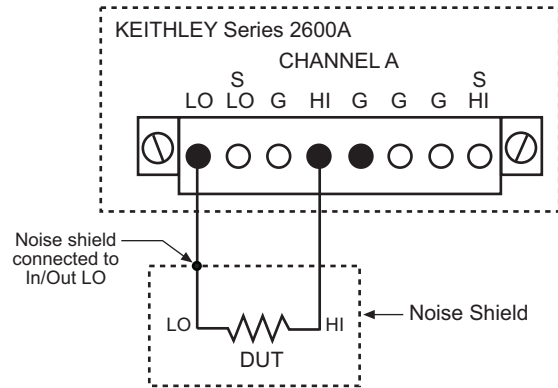 KEITHLEY Series 2600A
CHANNEL A
S S
LO LO G HI G G G HI
Noise shield
connected to
In/Out LO
LO HI
DUT
Noise Shield